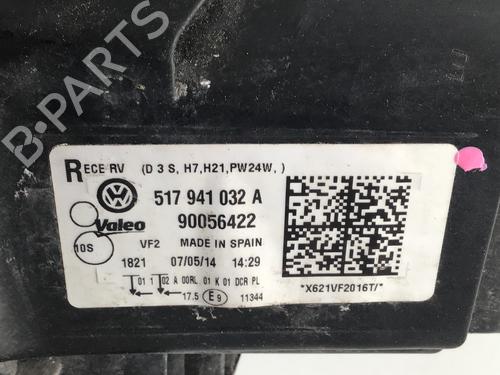 B-PARTS
RECE RV (D 3 S, H7,H21,PW24W, )
517 941 032 A
Valeo 90056422
10S VF2 MADE IN SPAIN
1821 07/05/14 14:29
01 1 02 A 00RL 01 K 01 DCR PL
17.5 E9 11344
*X621VF2016T/*